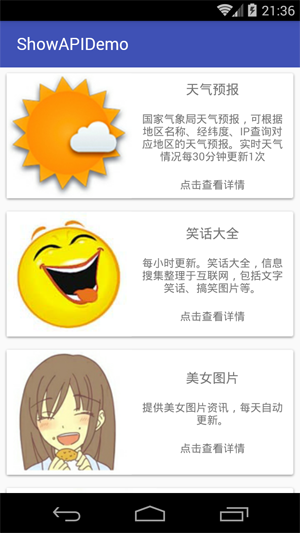 21:36
ShowAPIDemo
天气预报
国家气象局天气预报，可根据
地区名称、经纬度、IP查询对
应地区的天气预报。实时天气
情况每30分钟更新1次
点击查看详情
笑话大全
每小时更新。笑话大全，信息
搜集整理于互联网，包括文字
笑话、搞笑图片等。
点击查看详情
美女图片
提供美女图片资讯，每天自动
更新。
点击查看详情